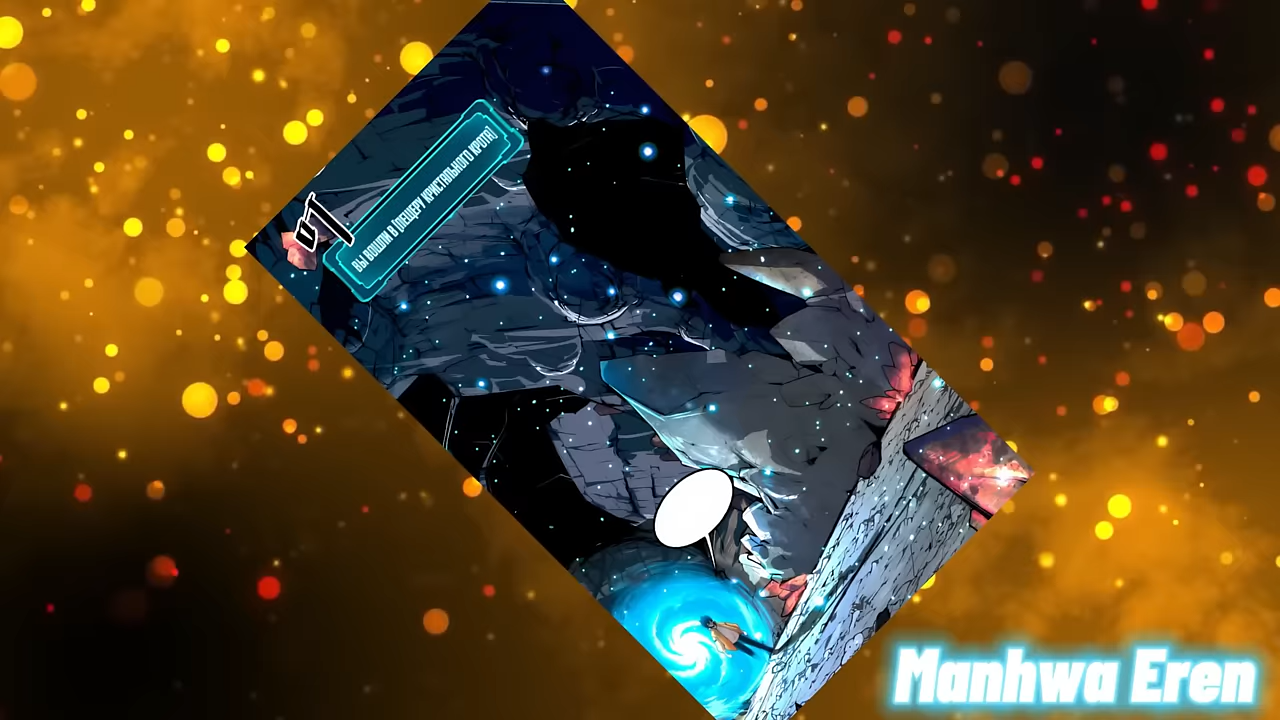 ВЫ ВОШЛИ В [ПЕЩЕРУ КРИСТАЛЬНОГО КРОТА]
Manhwa Eren